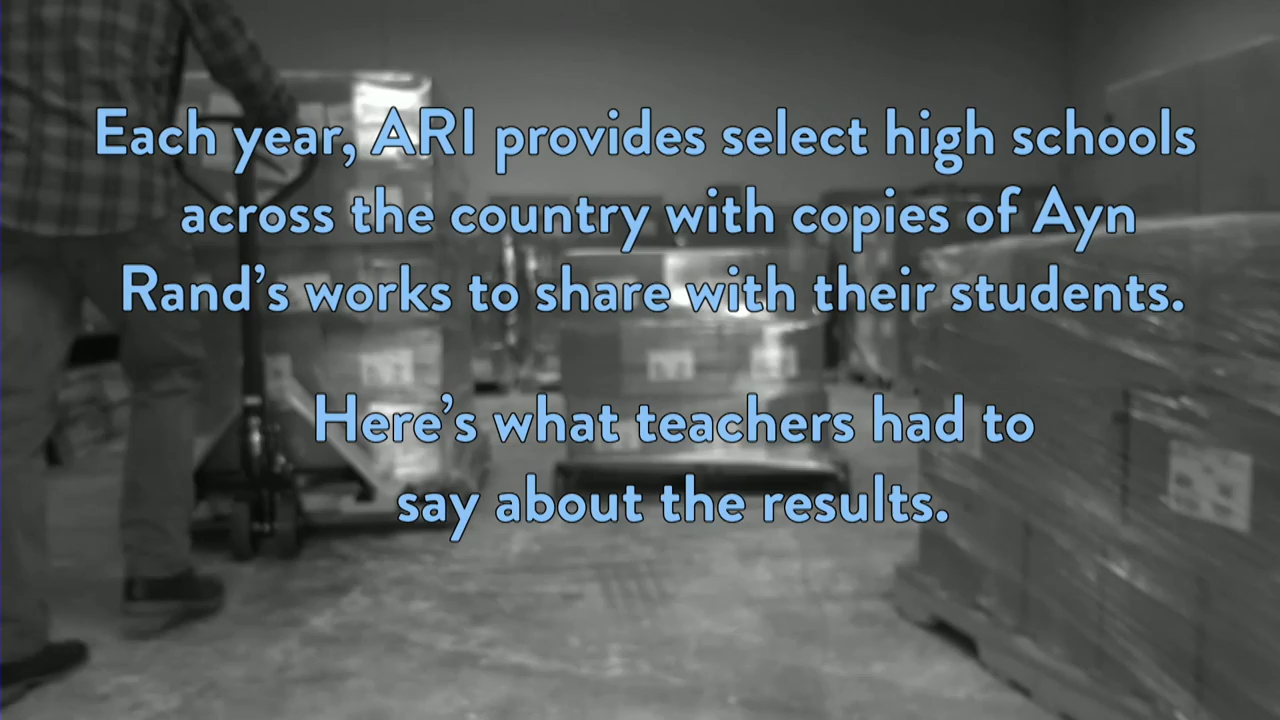 Each year, ARI provides select high schools
across the country with copies of Ayn
Rand’s works to share with their students.
Here’s what teachers had to
say about the results.